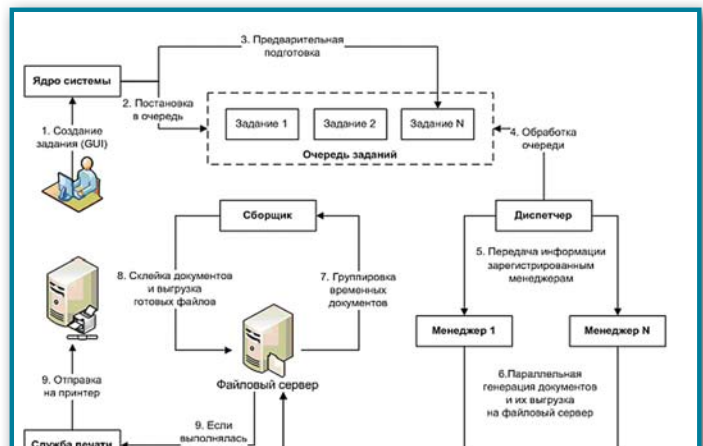 3. Предварительная
подготовка
Ядро системы
2. Постановка
в очередь
Задание 1
Задание 2
Задание N
Очередь заданий
1. Создание
задания (GUI)
4. Обработка
очереди
Сборщик
Диспетчер
5. Передача информации
зарегистрированным
менеджерам
8. Склейка документов
и выгрузка
готовых файлов
7. Группировка
временных
документов
Менеджер 1
Менеджер N
9. Отправка
на принтер
Файловый сервер
6.Параллельная
генерация документов
и их выгрузка
на файловый сервер
9. Если
выполнялась
Служба печати